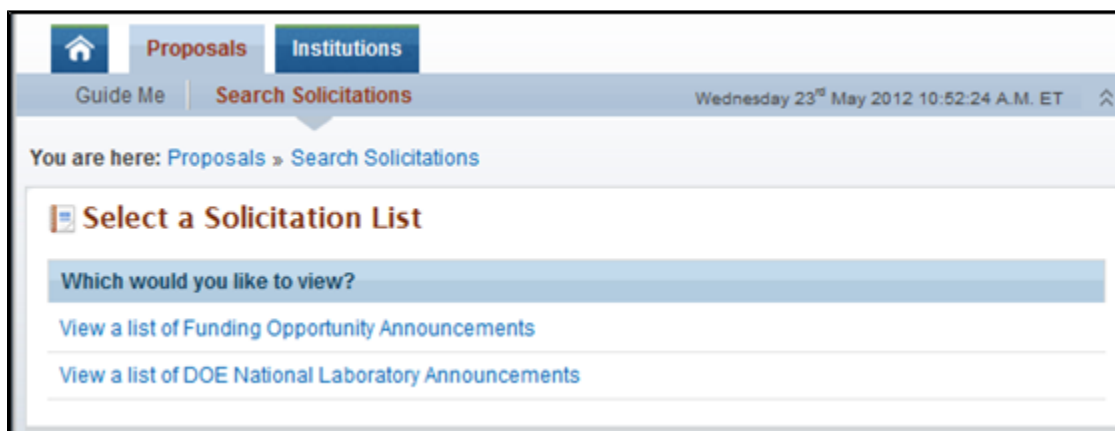 Proposals Institutions
Guide Me Search Solicitations Wednesday 23rd May 2012 10:52:24 A.M. ET
You are here: Proposals » Search Solicitations
Select a Solicitation List
Which would you like to view?
View a list of Funding Opportunity Announcements
View a list of DOE National Laboratory Announcements